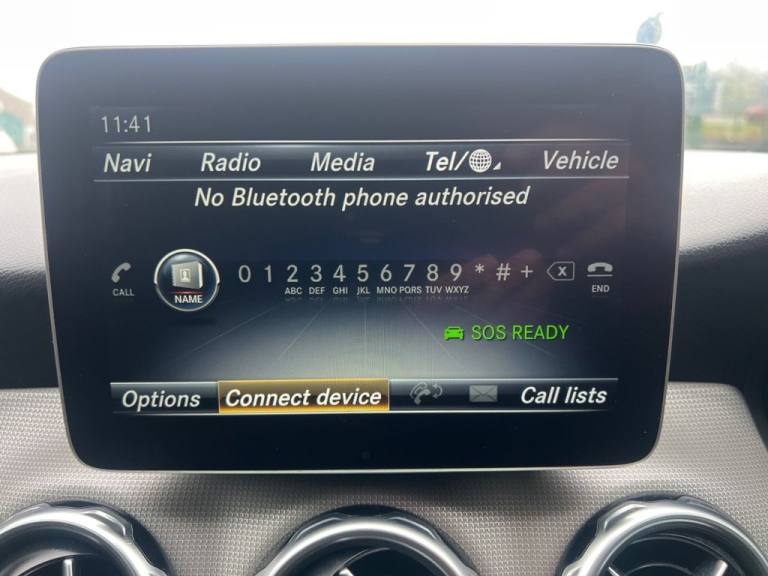 11:41
Navi Radio Media Tel/ Vehicle
No Bluetooth phone authorised
0 1 2 3 4 5 6 7 8 9 * # + x
CALL NAME ABC DEF GHI JKL MNO PQRS TUV WXYZ END
SOS READY
Options Connect device Call lists